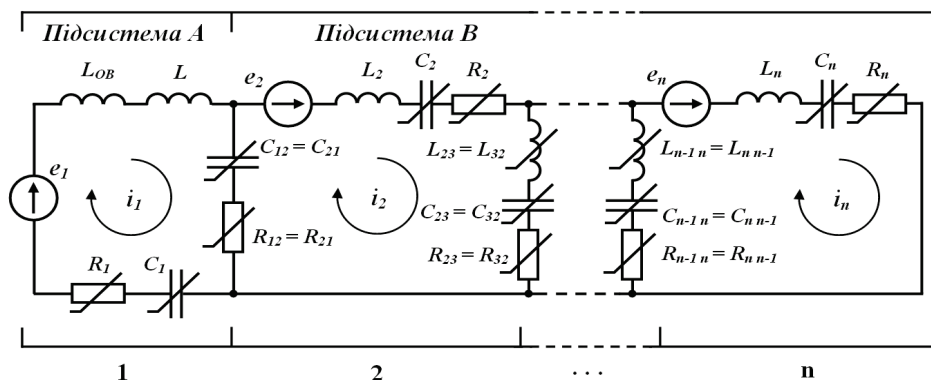 Підсистема A Підсистема B
L_OB L e_2 L_2 C_2 R_2 e_n L_n C_n R_n
C_12 = C_21 L_23 = L_32 L_n-1 n = L_n n-1
e_1 i_1 i_2 C_23 = C_32 C_n-1 n = C_n n-1 i_n
R_12 = R_21 R_23 = R_32 R_n-1 n = R_n n-1
R_1 C_1
1 2 · · · n